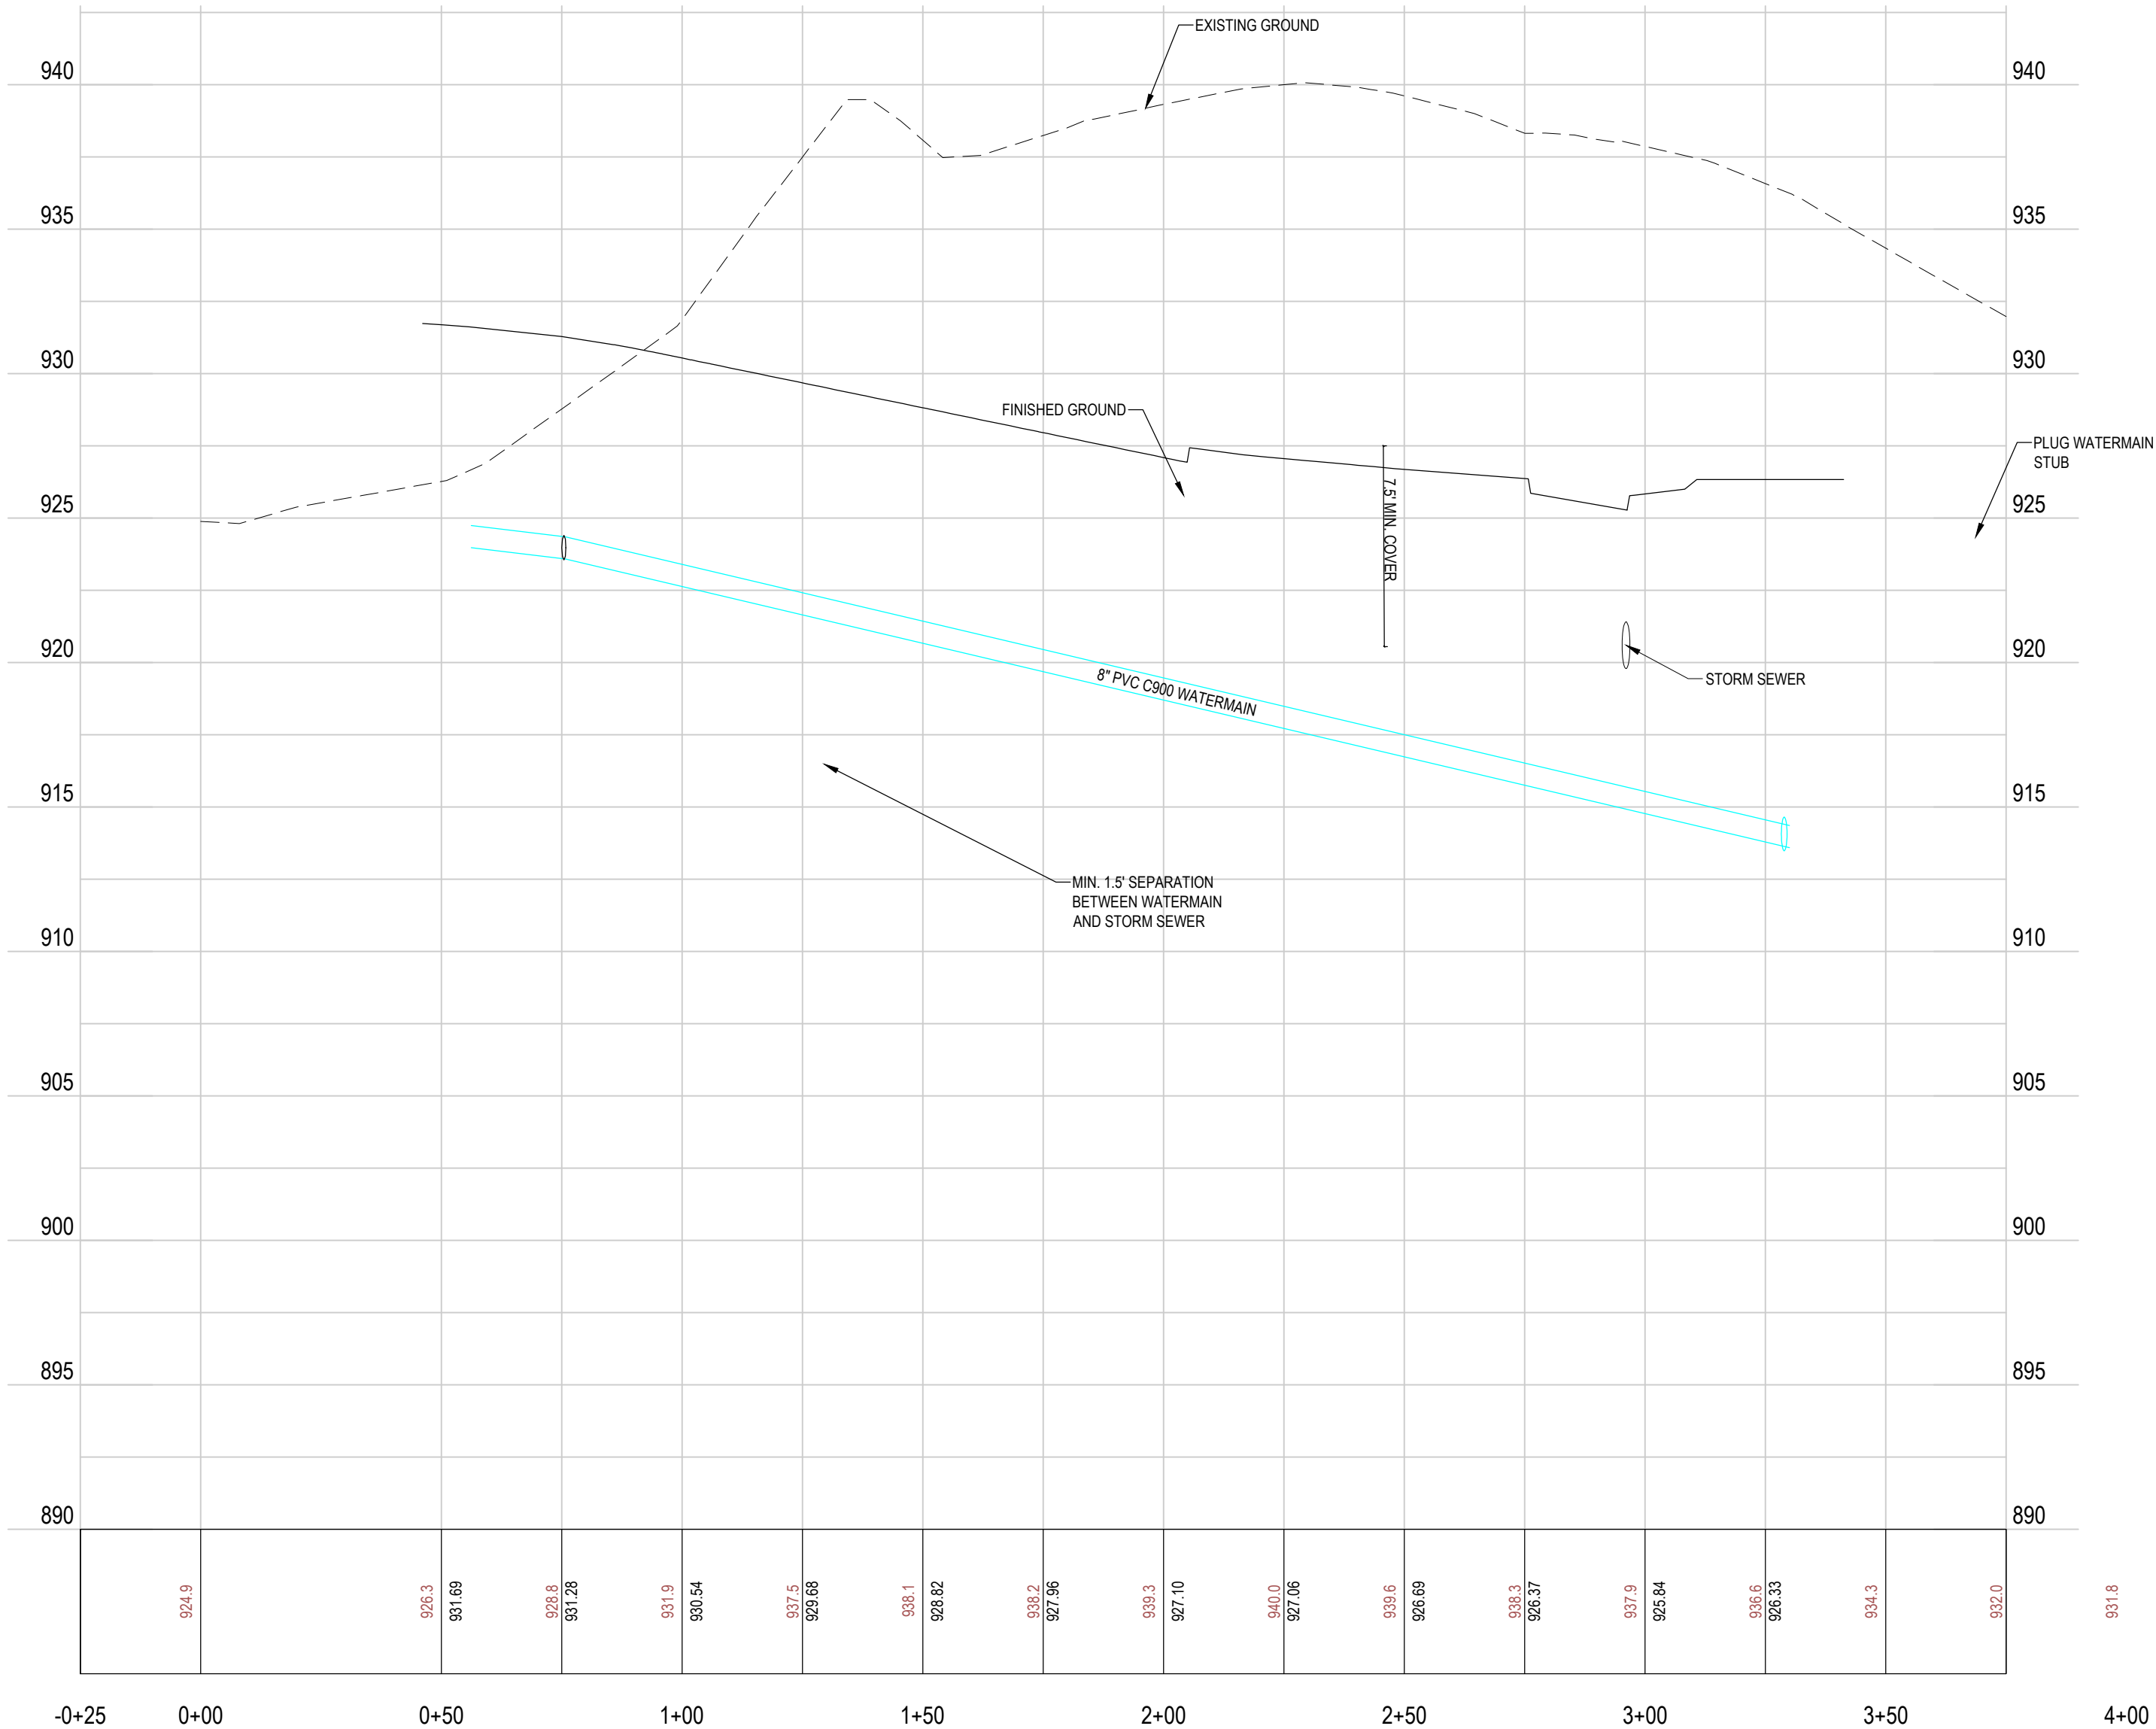 EXISTING GROUND
940 940
935 935
930 930
FINISHED GROUND
PLUG WATERMAIN
STUB
7.5' MIN. COVER
925 925
920 920
8" PVC C900 WATERMAIN
STORM SEWER
915 915
MIN. 1.5' SEPARATION
BETWEEN WATERMAIN
AND STORM SEWER
910 910
905 905
900 900
895 895
890 890
924.9 926.3 931.69 928.8 931.28 931.9 930.54 937.5 929.68 938.1 928.82 938.2 927.96 939.3 927.10 940.0 927.06 939.6 926.69 938.3 926.37 937.9 925.84 936.6 926.33 934.3 932.0 931.8
-0+25 0+00 0+50 1+00 1+50 2+00 2+50 3+00 3+50 4+00